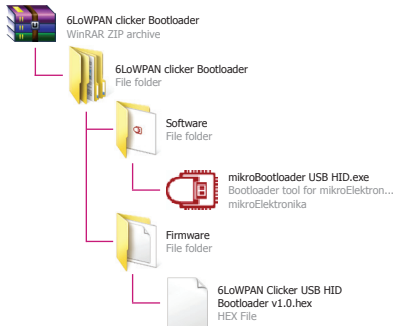 6LoWPAN clicker Bootloader
WinRAR ZIP archive
6LoWPAN clicker Bootloader
File folder
Software
File folder
mikroBootloader USB HID.exe
Bootloader tool for mikroElektron...
mikroElektronika
Firmware
File folder
6LoWPAN Clicker USB HID
Bootloader v1.0.hex
HEX File